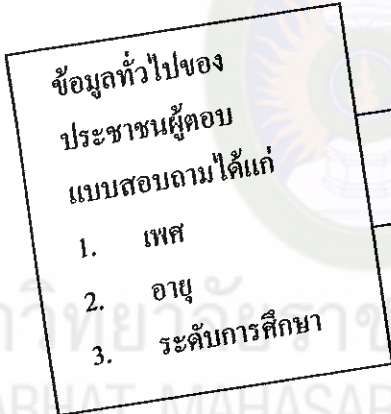 ข้อมูลทั่วไปของ
ประชาชนผู้ตอบ
แบบสอบถามได้แก่
1. เพศ
2. อายุ
3. ระดับการศึกษา